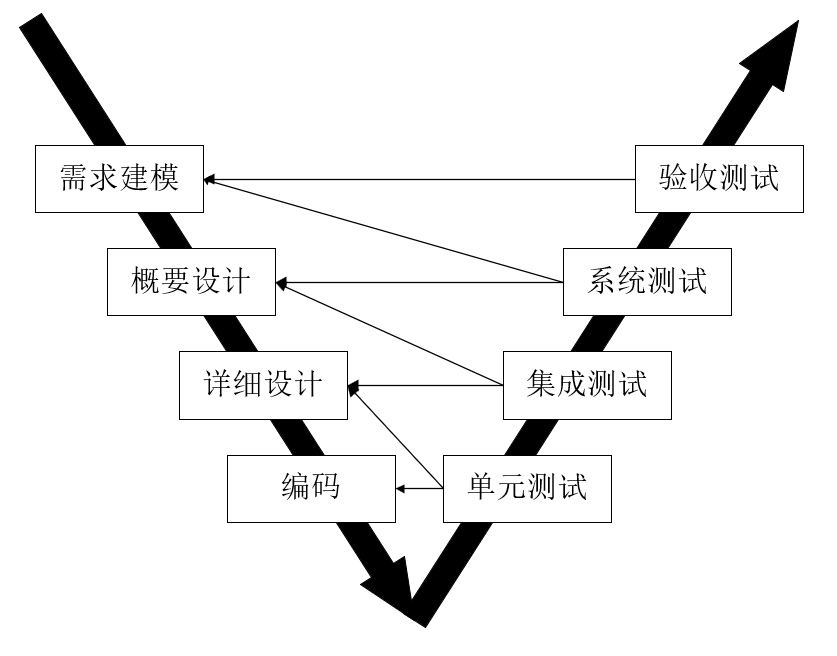 需求建模
验收测试
概要设计
系统测试
详细设计
集成测试
编码
单元测试